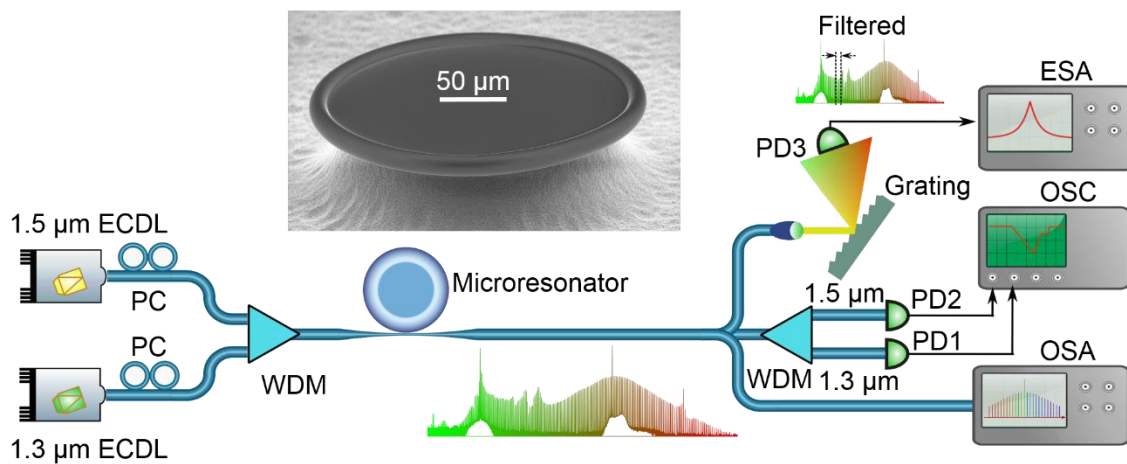 Filtered
50 µm
ESA
PD3
Grating
OSC
1.5 µm ECDL
PC
Microresonator
1.5 µm
PD2
PC
PD1
OSA
WDM
WDM
1.3 µm
1.3 µm ECDL